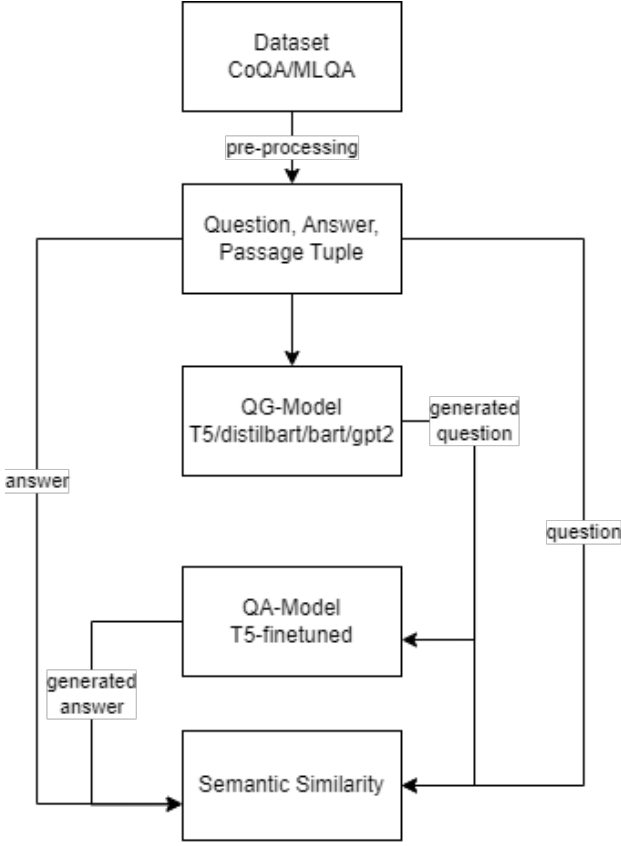 Dataset
CoQA/MLQA
pre-processing
Question, Answer,
Passage Tuple
QG-Model
T5/distilbart/bart/gpt2
generated
question
answer
question
QA-Model
T5-finetuned
generated
answer
Semantic Similarity